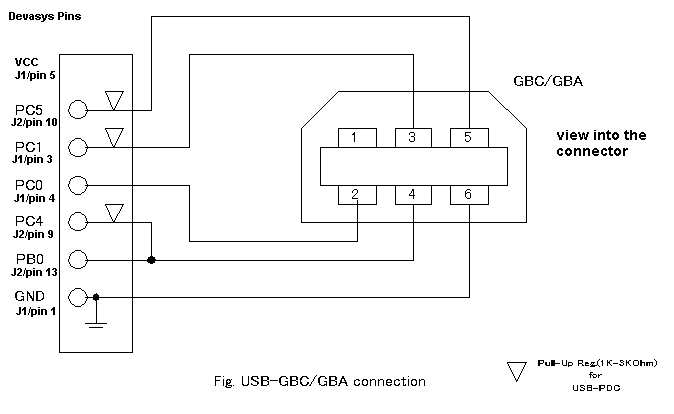 Devasys Pins
VCC
J1/pin 5
PC5
J2/pin 10
PC1
J1/pin 3
PC0
J1/pin 4
PC4
J2/pin 9
PB0
J2/pin 13
GND
J1/pin 1
GBC/GBA
view into the
connector
1 3 5
2 4 6
Fig. USB-GBC/GBA connection
Pull-Up Reg.(1K-3KOhm)
for
USB-PDC